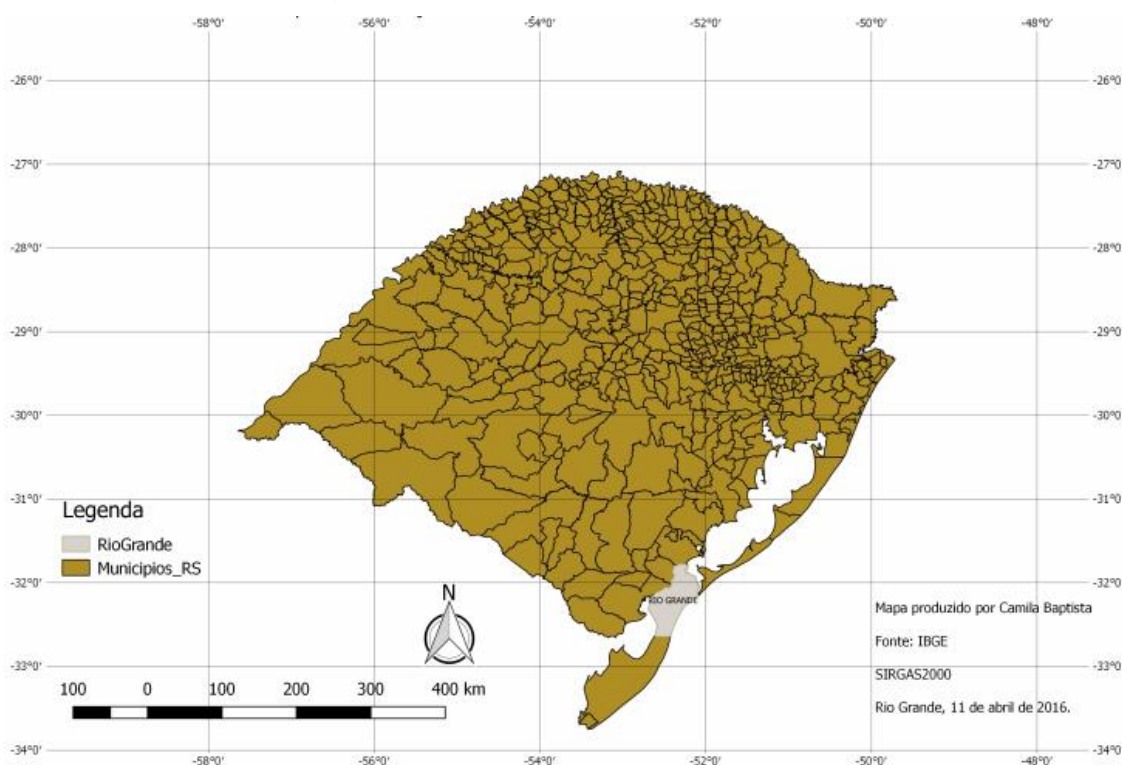 -58°0' -56°0' -54°0' -52°0' -50°0' -48°0'
-26°0' -26°0'
-27°0' -27°0'
-28°0' -28°0'
-29°0' -29°0'
-30°0' -30°0'
-31°0' -31°0'
Legenda
RioGrande
Municipios_RS
-32°0' -32°0'
N
RIO GRANDE
Mapa produzido por Camila Baptista
Fonte: IBGE
SIRGAS2000
Rio Grande, 11 de abril de 2016.
-33°0' -33°0'
100 0 100 200 300 400 km
-34°0' -34°0'
-58°0' -56°0' -54°0' -52°0' -50°0' -48°0'